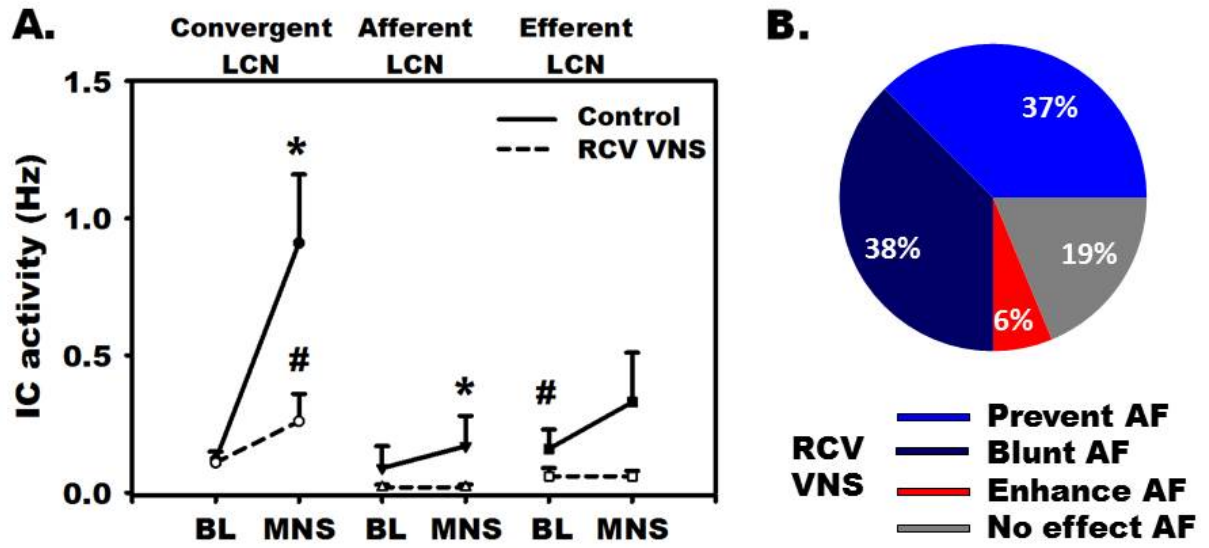 A.
Convergent LCN
Afferent LCN
Efferent LCN
IC activity (Hz)
1.5
1.0
0.5
0.0
Control
RCV VNS
*
#
*
#
BL MNS BL MNS BL MNS
B.
37%
38%
6%
19%
RCV VNS
Prevent AF
Blunt AF
Enhance AF
No effect AF